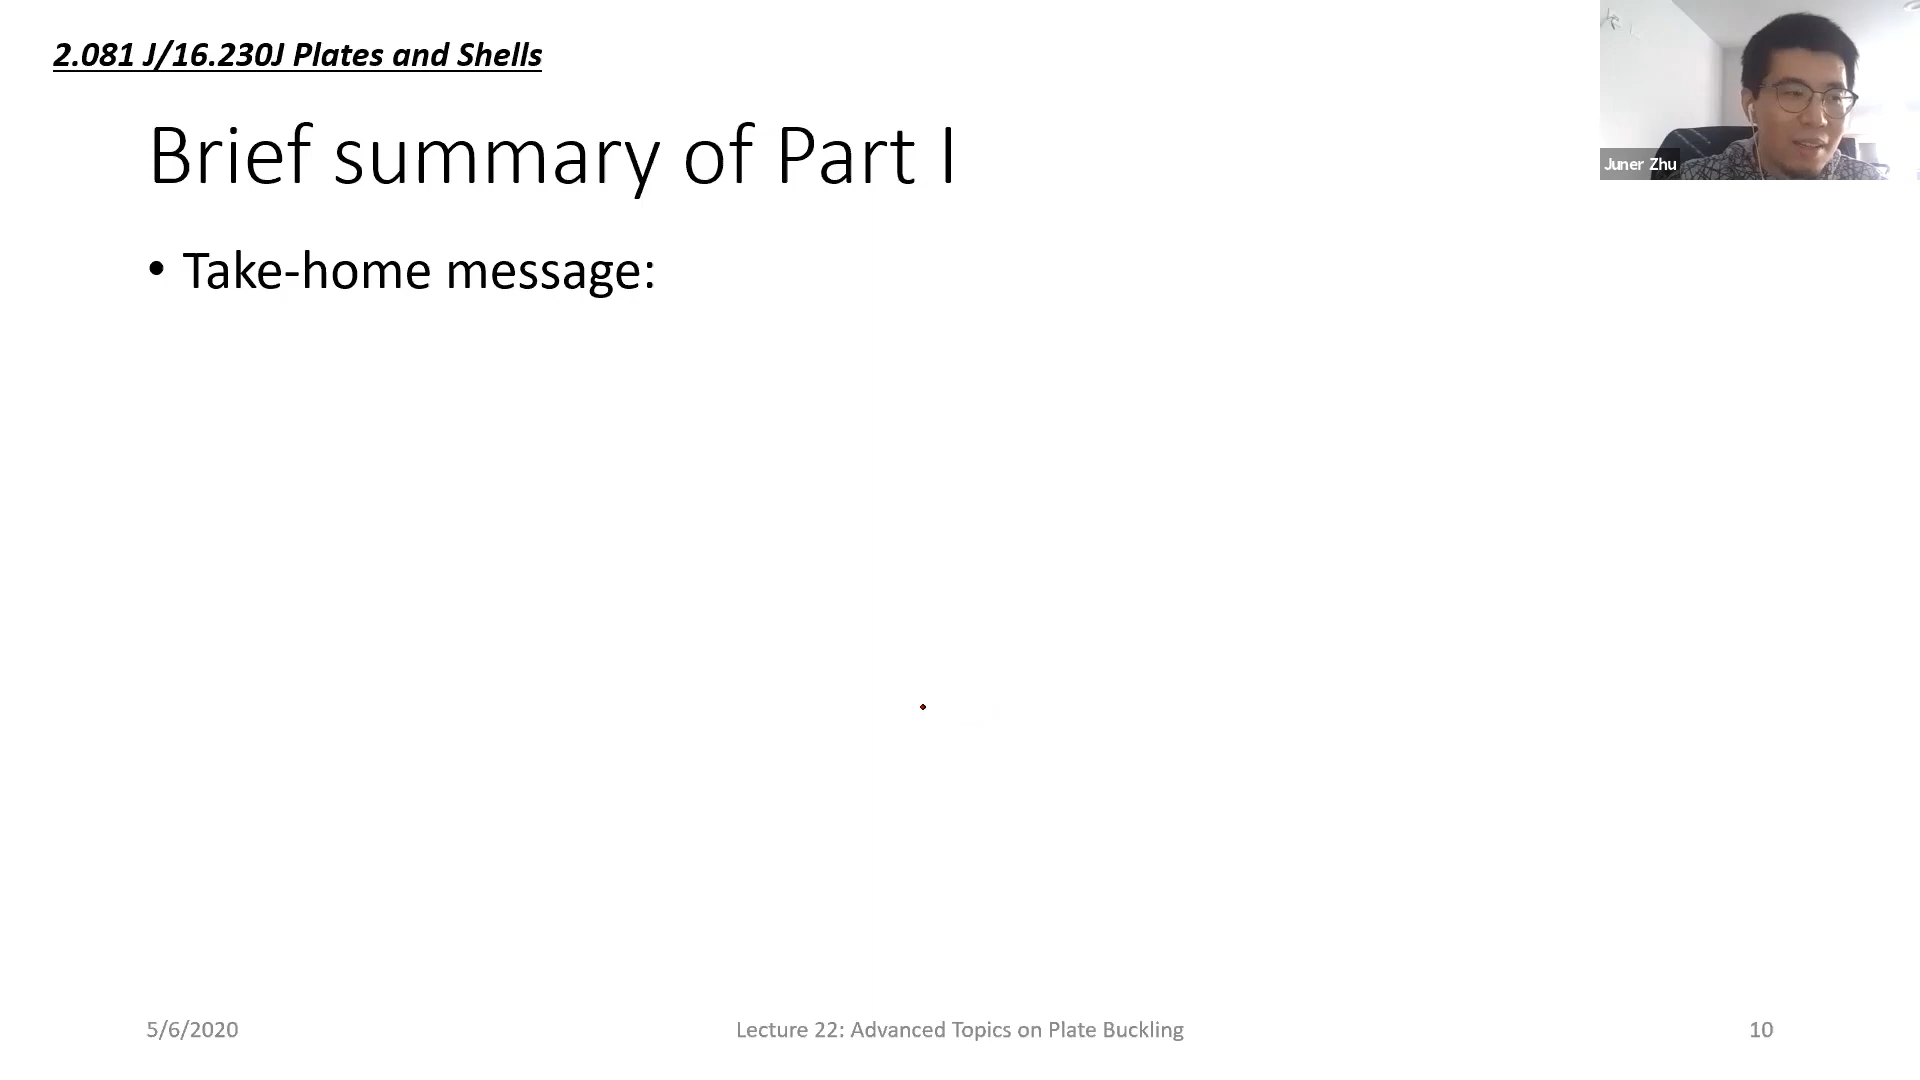 2.081 J/16.230J Plates and Shells
Juner Zhu
Brief summary of Part I
• Take-home message:
5/6/2020
Lecture 22: Advanced Topics on Plate Buckling
10